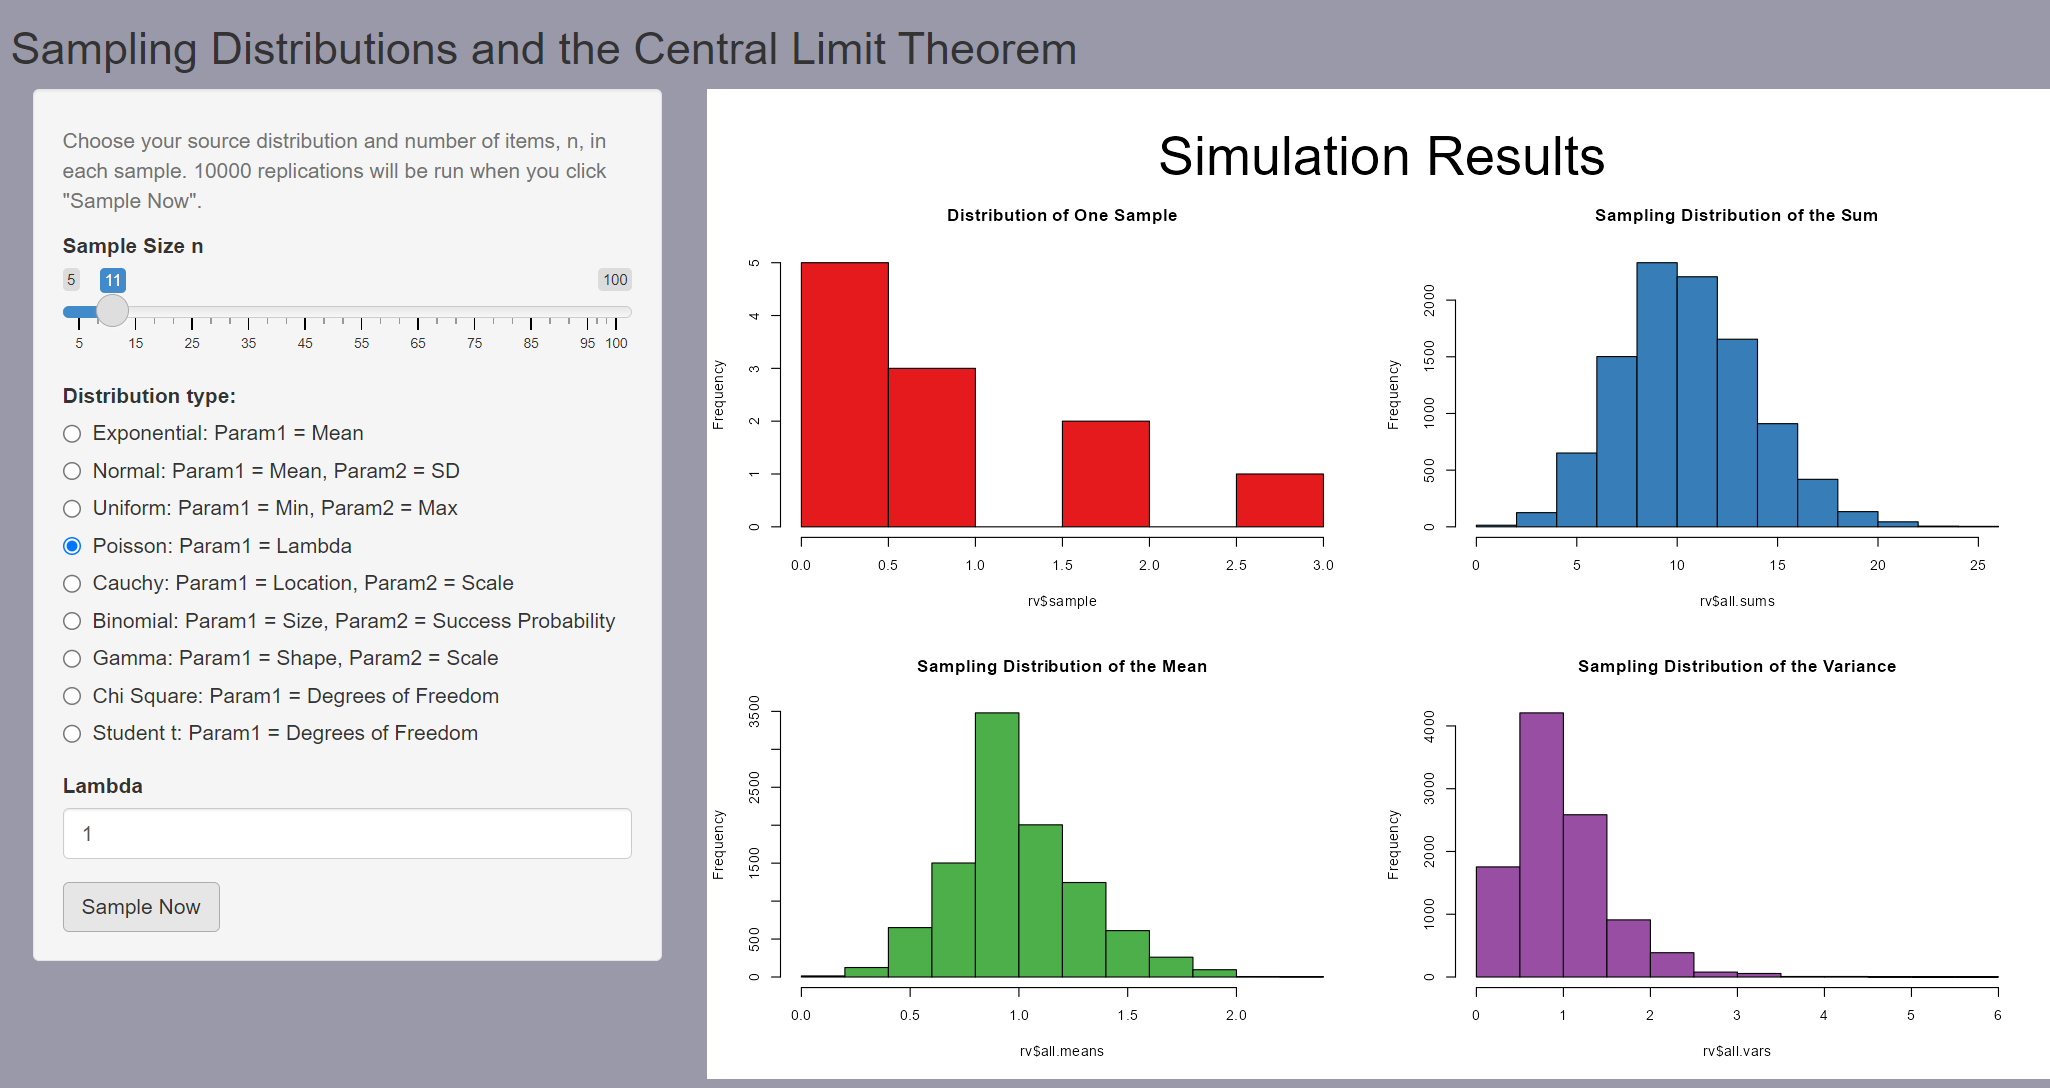 Sampling Distributions and the Central Limit Theorem
Choose your source distribution and number of items, n, in
each sample. 10000 replications will be run when you click
"Sample Now".
Sample Size n
5 11 100
5 15 25 35 45 55 65 75 85 95 100
Distribution type:
Exponential: Param1 = Mean
Normal: Param1 = Mean, Param2 = SD
Uniform: Param1 = Min, Param2 = Max
Poisson: Param1 = Lambda
Cauchy: Param1 = Location, Param2 = Scale
Binomial: Param1 = Size, Param2 = Success Probability
Gamma: Param1 = Shape, Param2 = Scale
Chi Square: Param1 = Degrees of Freedom
Student t: Param1 = Degrees of Freedom
Lambda
1
Sample Now
Simulation Results
Distribution of One Sample
Frequency
5
4
3
2
1
0
0.0 0.5 1.0 1.5 2.0 2.5 3.0
rv$sample
Sampling Distribution of the Sum
Frequency
2000
1500
1000
500
0
0 5 10 15 20 25
rv$all.sums
Sampling Distribution of the Mean
Frequency
3500
2500
1500
500
0
0.0 0.5 1.0 1.5 2.0
rv$all.means
Sampling Distribution of the Variance
Frequency
4000
3000
2000
1000
0
0 1 2 3 4 5 6
rv$all.vars